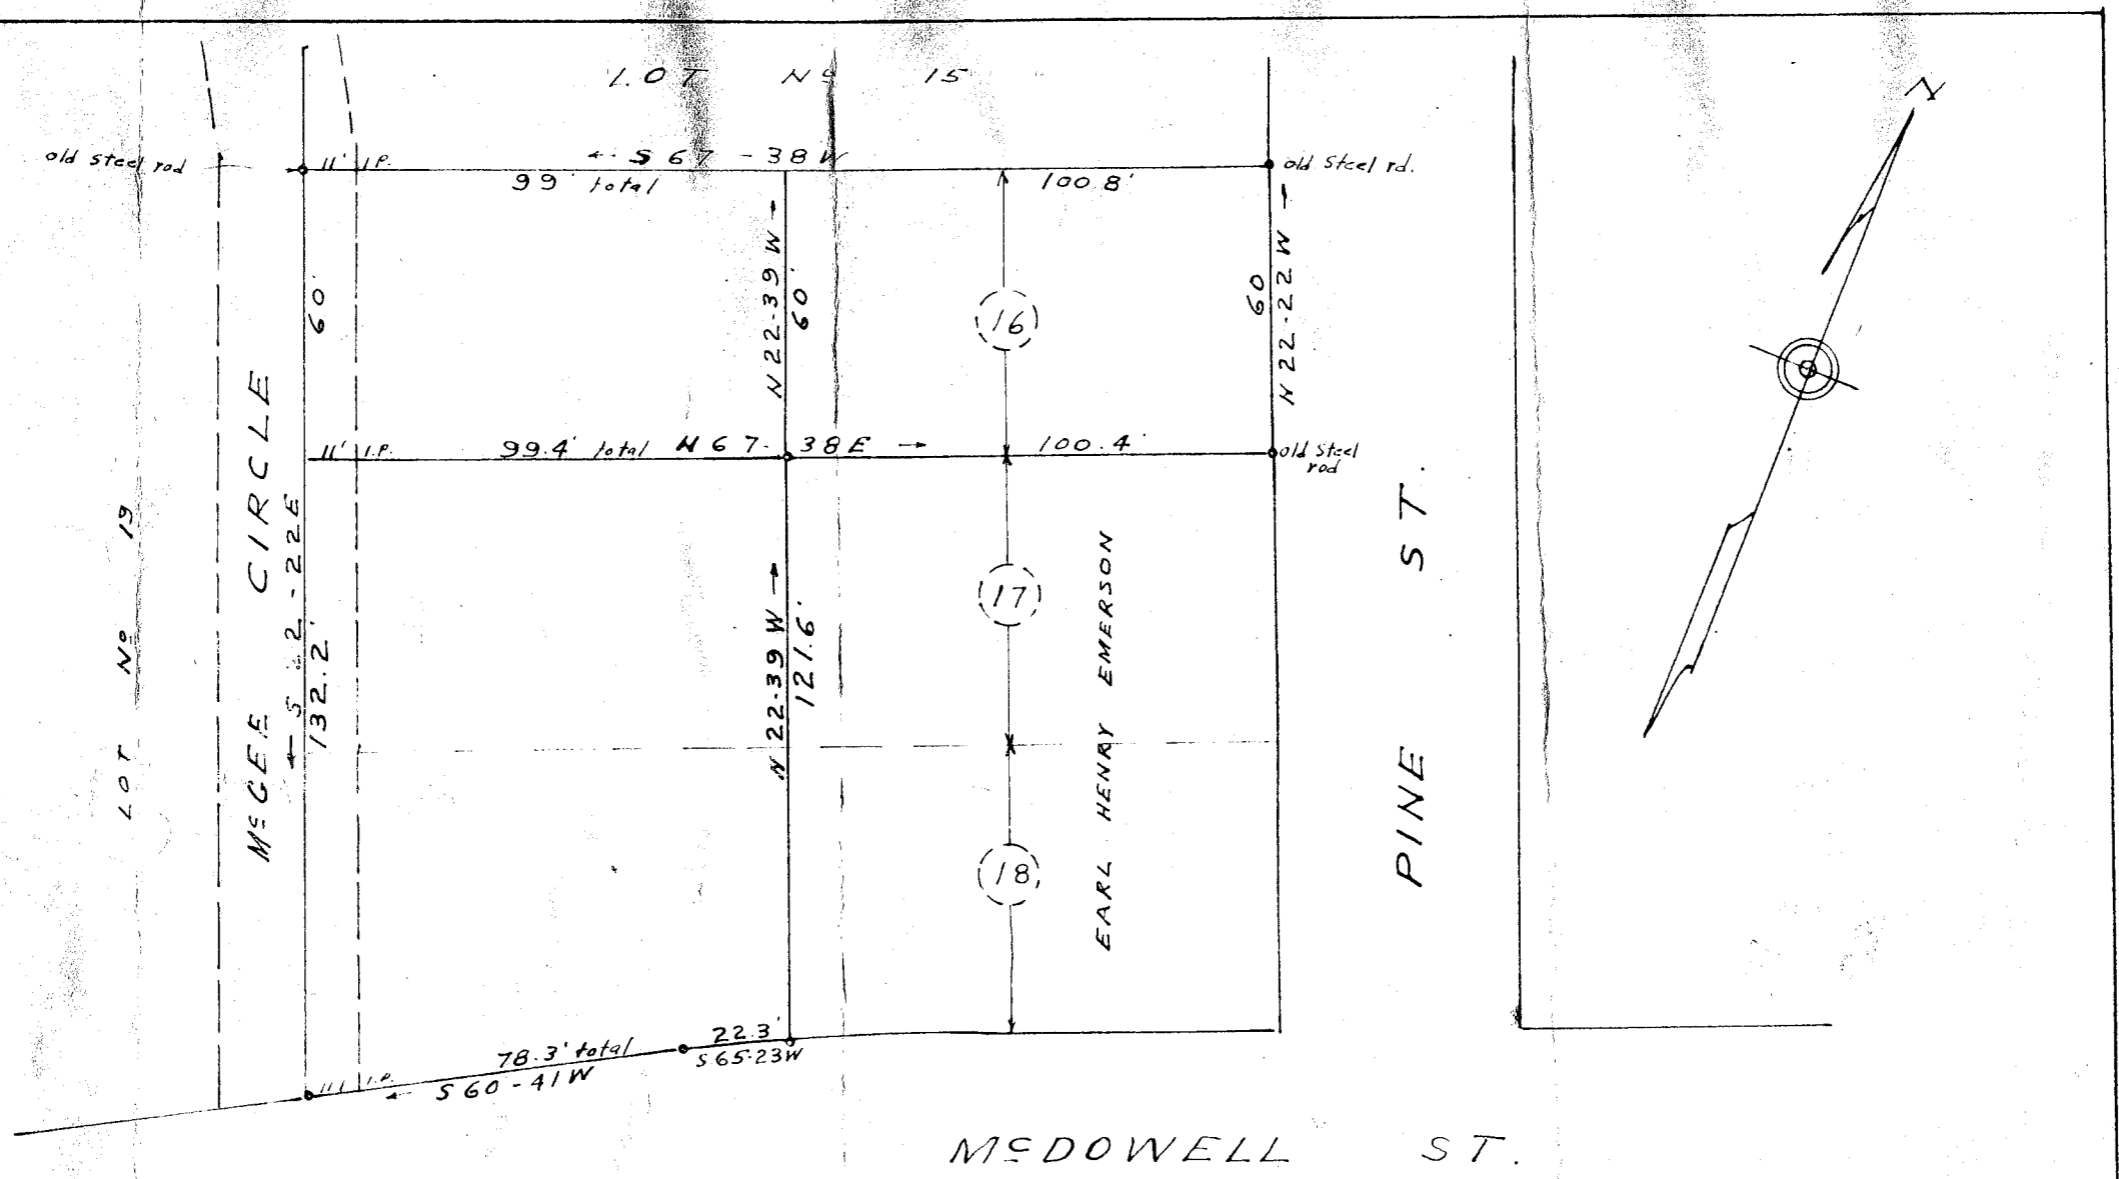 LOT Nº 15
N
old Steel rod
11' I.P.
← S 67 - 38 W
99' total
100.8'
old Steel rd.
60'
N 22-39 W →
60'
16
60
N 22-22 W →
11' I.P.
99.4' total
N 67-38 E →
100.4'
old Steel rod
LOT Nº 19
McGEE CIRCLE
132.2'
N 22-39 W →
121.6'
17
EARL HENRY EMERSON
PINE ST.
18
78.3' total
← S 60-41 W
22.3'
S 65-23 W
I.P.
McDOWELL ST.